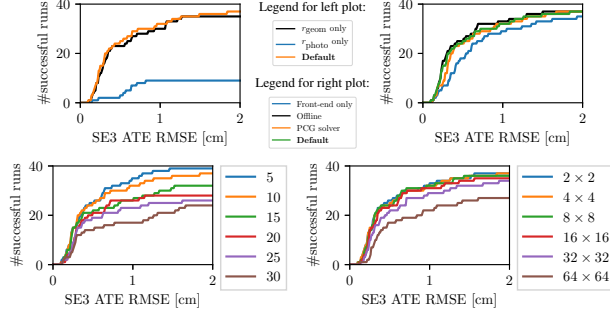 40
20
0
#successful runs
0
1
2
SE3 ATE RMSE [cm]
Legend for left plot:
r_geom only
r_photo only
Default
Legend for right plot:
Front-end only
Offline
PCG solver
Default
40
20
0
#successful runs
0
1
2
SE3 ATE RMSE [cm]
40
20
0
#successful runs
0
1
2
SE3 ATE RMSE [cm]
5
10
15
20
25
30
40
20
0
#successful runs
0
1
2
SE3 ATE RMSE [cm]
2 × 2
4 × 4
8 × 8
16 × 16
32 × 32
64 × 64